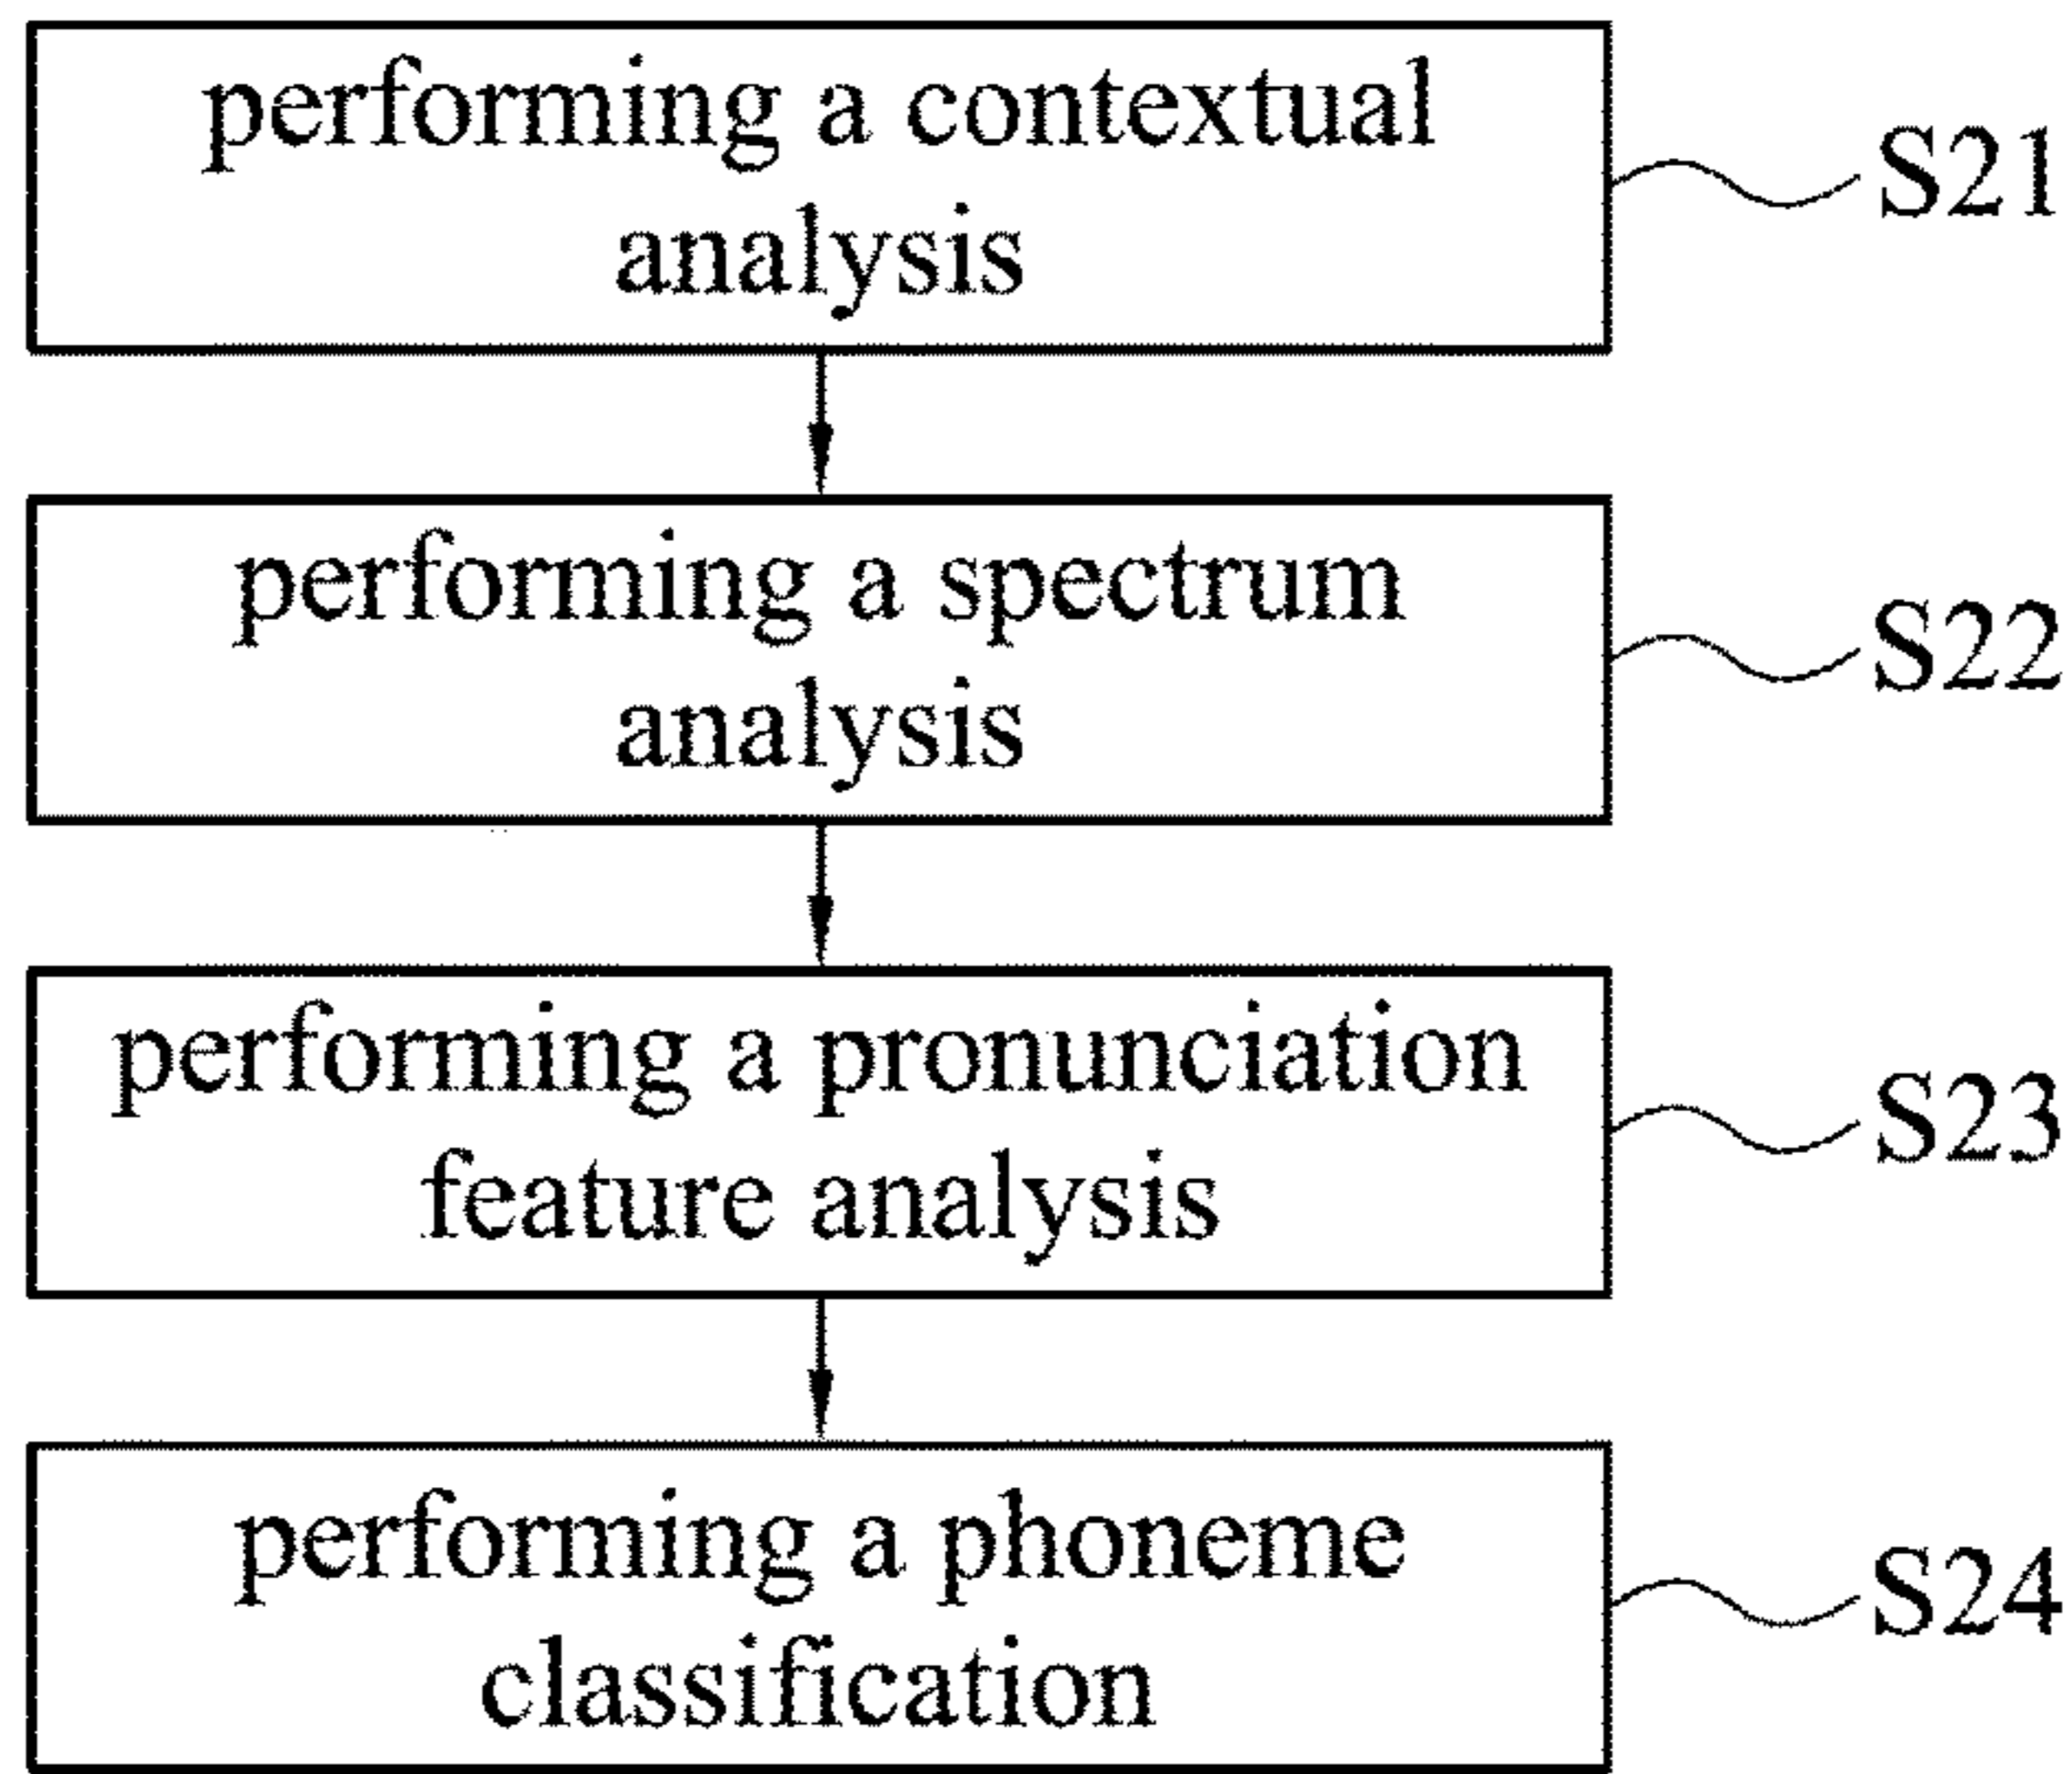 performing a contextual
analysis
S21
performing a spectrum
analysis
S22
performing a pronunciation
feature analysis
S23
performing a phoneme
classification
S24